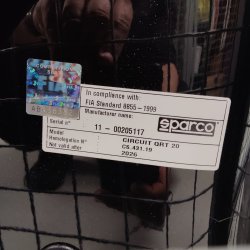 In compliance with:
FIA Standard 8855-1999
Manufacturer name:
sparco
Serial n° 11-00205117
Model CIRCUIT QRT 20
Homologation N° CS.431.19
Not valid after 2026